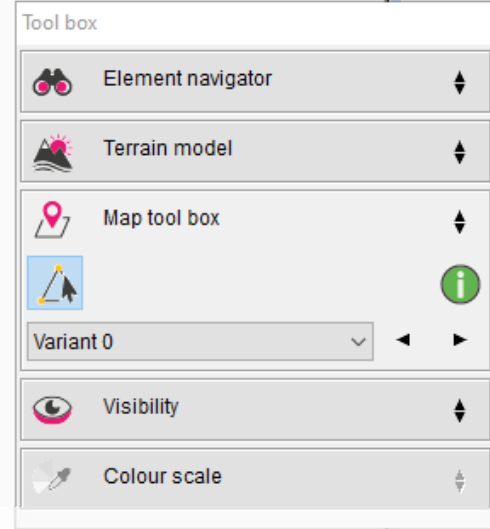 Tool box
Element navigator
Terrain model
Map tool box
Variant 0
Visibility
Colour scale